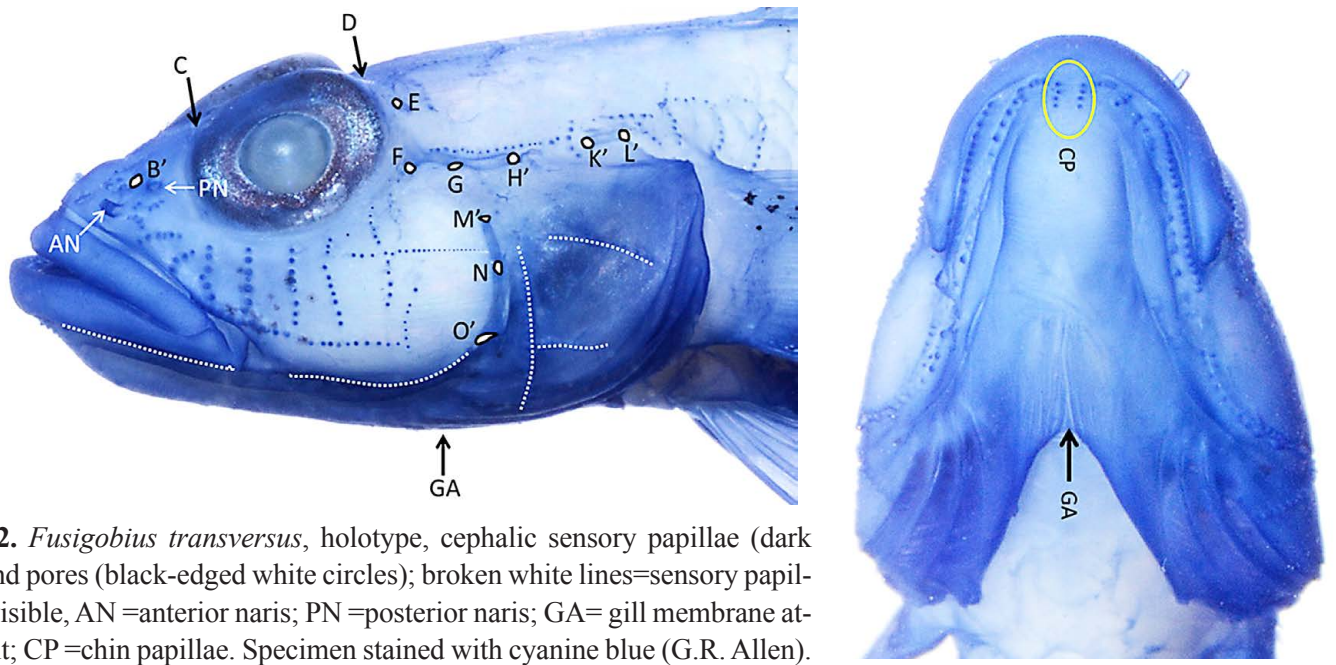 D
C
E
B'
PN
F
G
H'
K'
L'
AN
M'
N
O'
GA
CP
GA
2. Fusigobius transversus, holotype, cephalic sensory papillae (dark
nd pores (black-edged white circles); broken white lines=sensory papil-
isible, AN =anterior naris; PN =posterior naris; GA= gill membrane at-
t; CP =chin papillae. Specimen stained with cyanine blue (G.R. Allen).